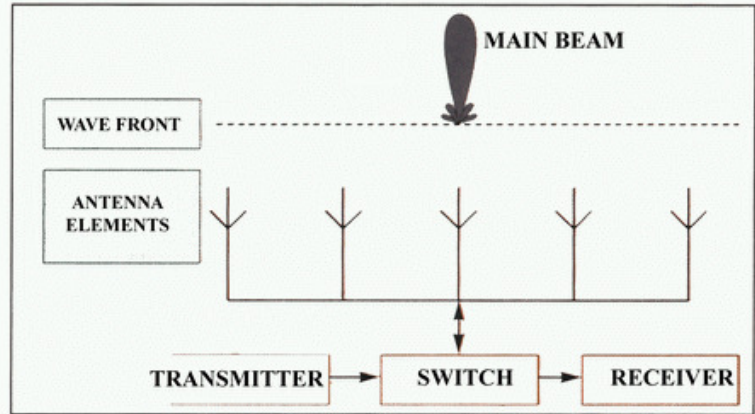 MAIN BEAM
WAVE FRONT
ANTENNA
ELEMENTS
TRANSMITTER
SWITCH
RECEIVER